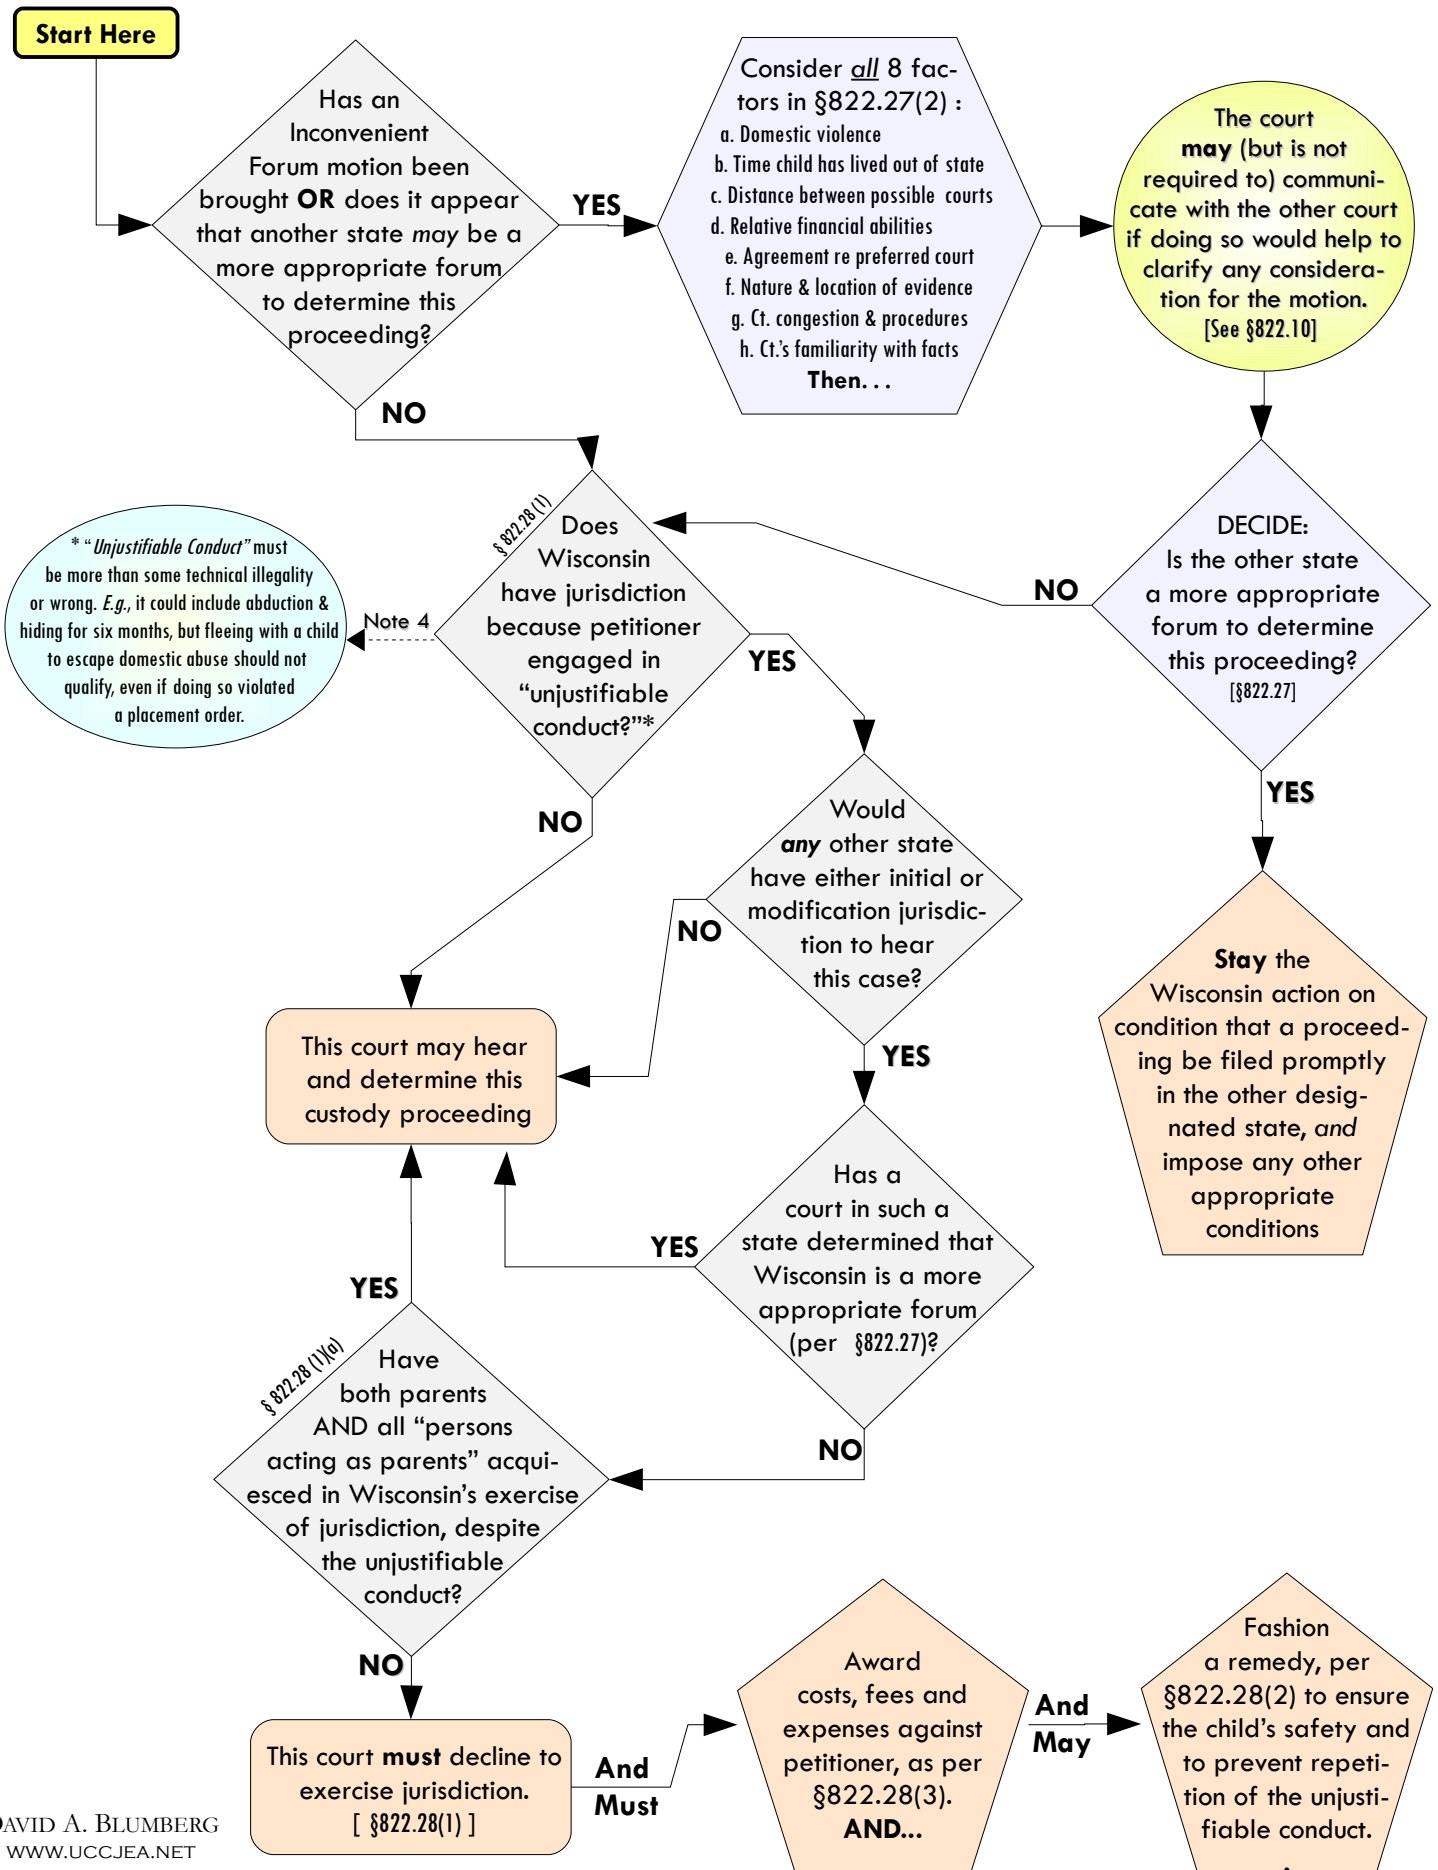 Start Here
Has an
Inconvenient
Forum motion been
brought OR does it appear
that another state may be a
more appropriate forum
to determine this
proceeding?
YES
NO
Consider all 8 fac-
tors in §822.27(2) :
a. Domestic violence
b. Time child has lived out of state
c. Distance between possible courts
d. Relative financial abilities
e. Agreement re preferred court
f. Nature & location of evidence
g. Ct. congestion & procedures
h. Ct.'s familiarity with facts
Then. . .
The court
may (but is not
required to) communi-
cate with the other court
if doing so would help to
clarify any considera-
tion for the motion.
[See §822.10]
DECIDE:
Is the other state
a more appropriate
forum to determine
this proceeding?
[§822.27]
NO
YES
Stay the
Wisconsin action on
condition that a proceed-
ing be filed promptly
in the other desig-
nated state, and
impose any other
appropriate
conditions
§ 822.28 (1)
Does
Wisconsin
have jurisdiction
because petitioner
engaged in
“unjustifiable
conduct?”*
Note 4
* “Unjustifiable Conduct” must
be more than some technical illegality
or wrong. E.g., it could include abduction &
hiding for six months, but fleeing with a child
to escape domestic abuse should not
qualify, even if doing so violated
a placement order.
YES
NO
Would
any other state
have either initial or
modification jurisdic-
tion to hear
this case?
NO
YES
This court may hear
and determine this
custody proceeding
Has a
court in such a
state determined that
Wisconsin is a more
appropriate forum
(per §822.27)?
YES
NO
YES
§ 822.28 (1)(a)
Have
both parents
AND all “persons
acting as parents” acqui-
esced in Wisconsin’s exercise
of jurisdiction, despite
the unjustifiable
conduct?
NO
This court must decline to
exercise jurisdiction.
[ §822.28(1) ]
And
Must
Award
costs, fees and
expenses against
petitioner, as per
§822.28(3).
AND...
And
May
Fashion
a remedy, per
§822.28(2) to ensure
the child’s safety and
to prevent repeti-
tion of the unjusti-
fiable conduct.
DAVID A. BLUMBERG
WWW.UCCJEA.NET